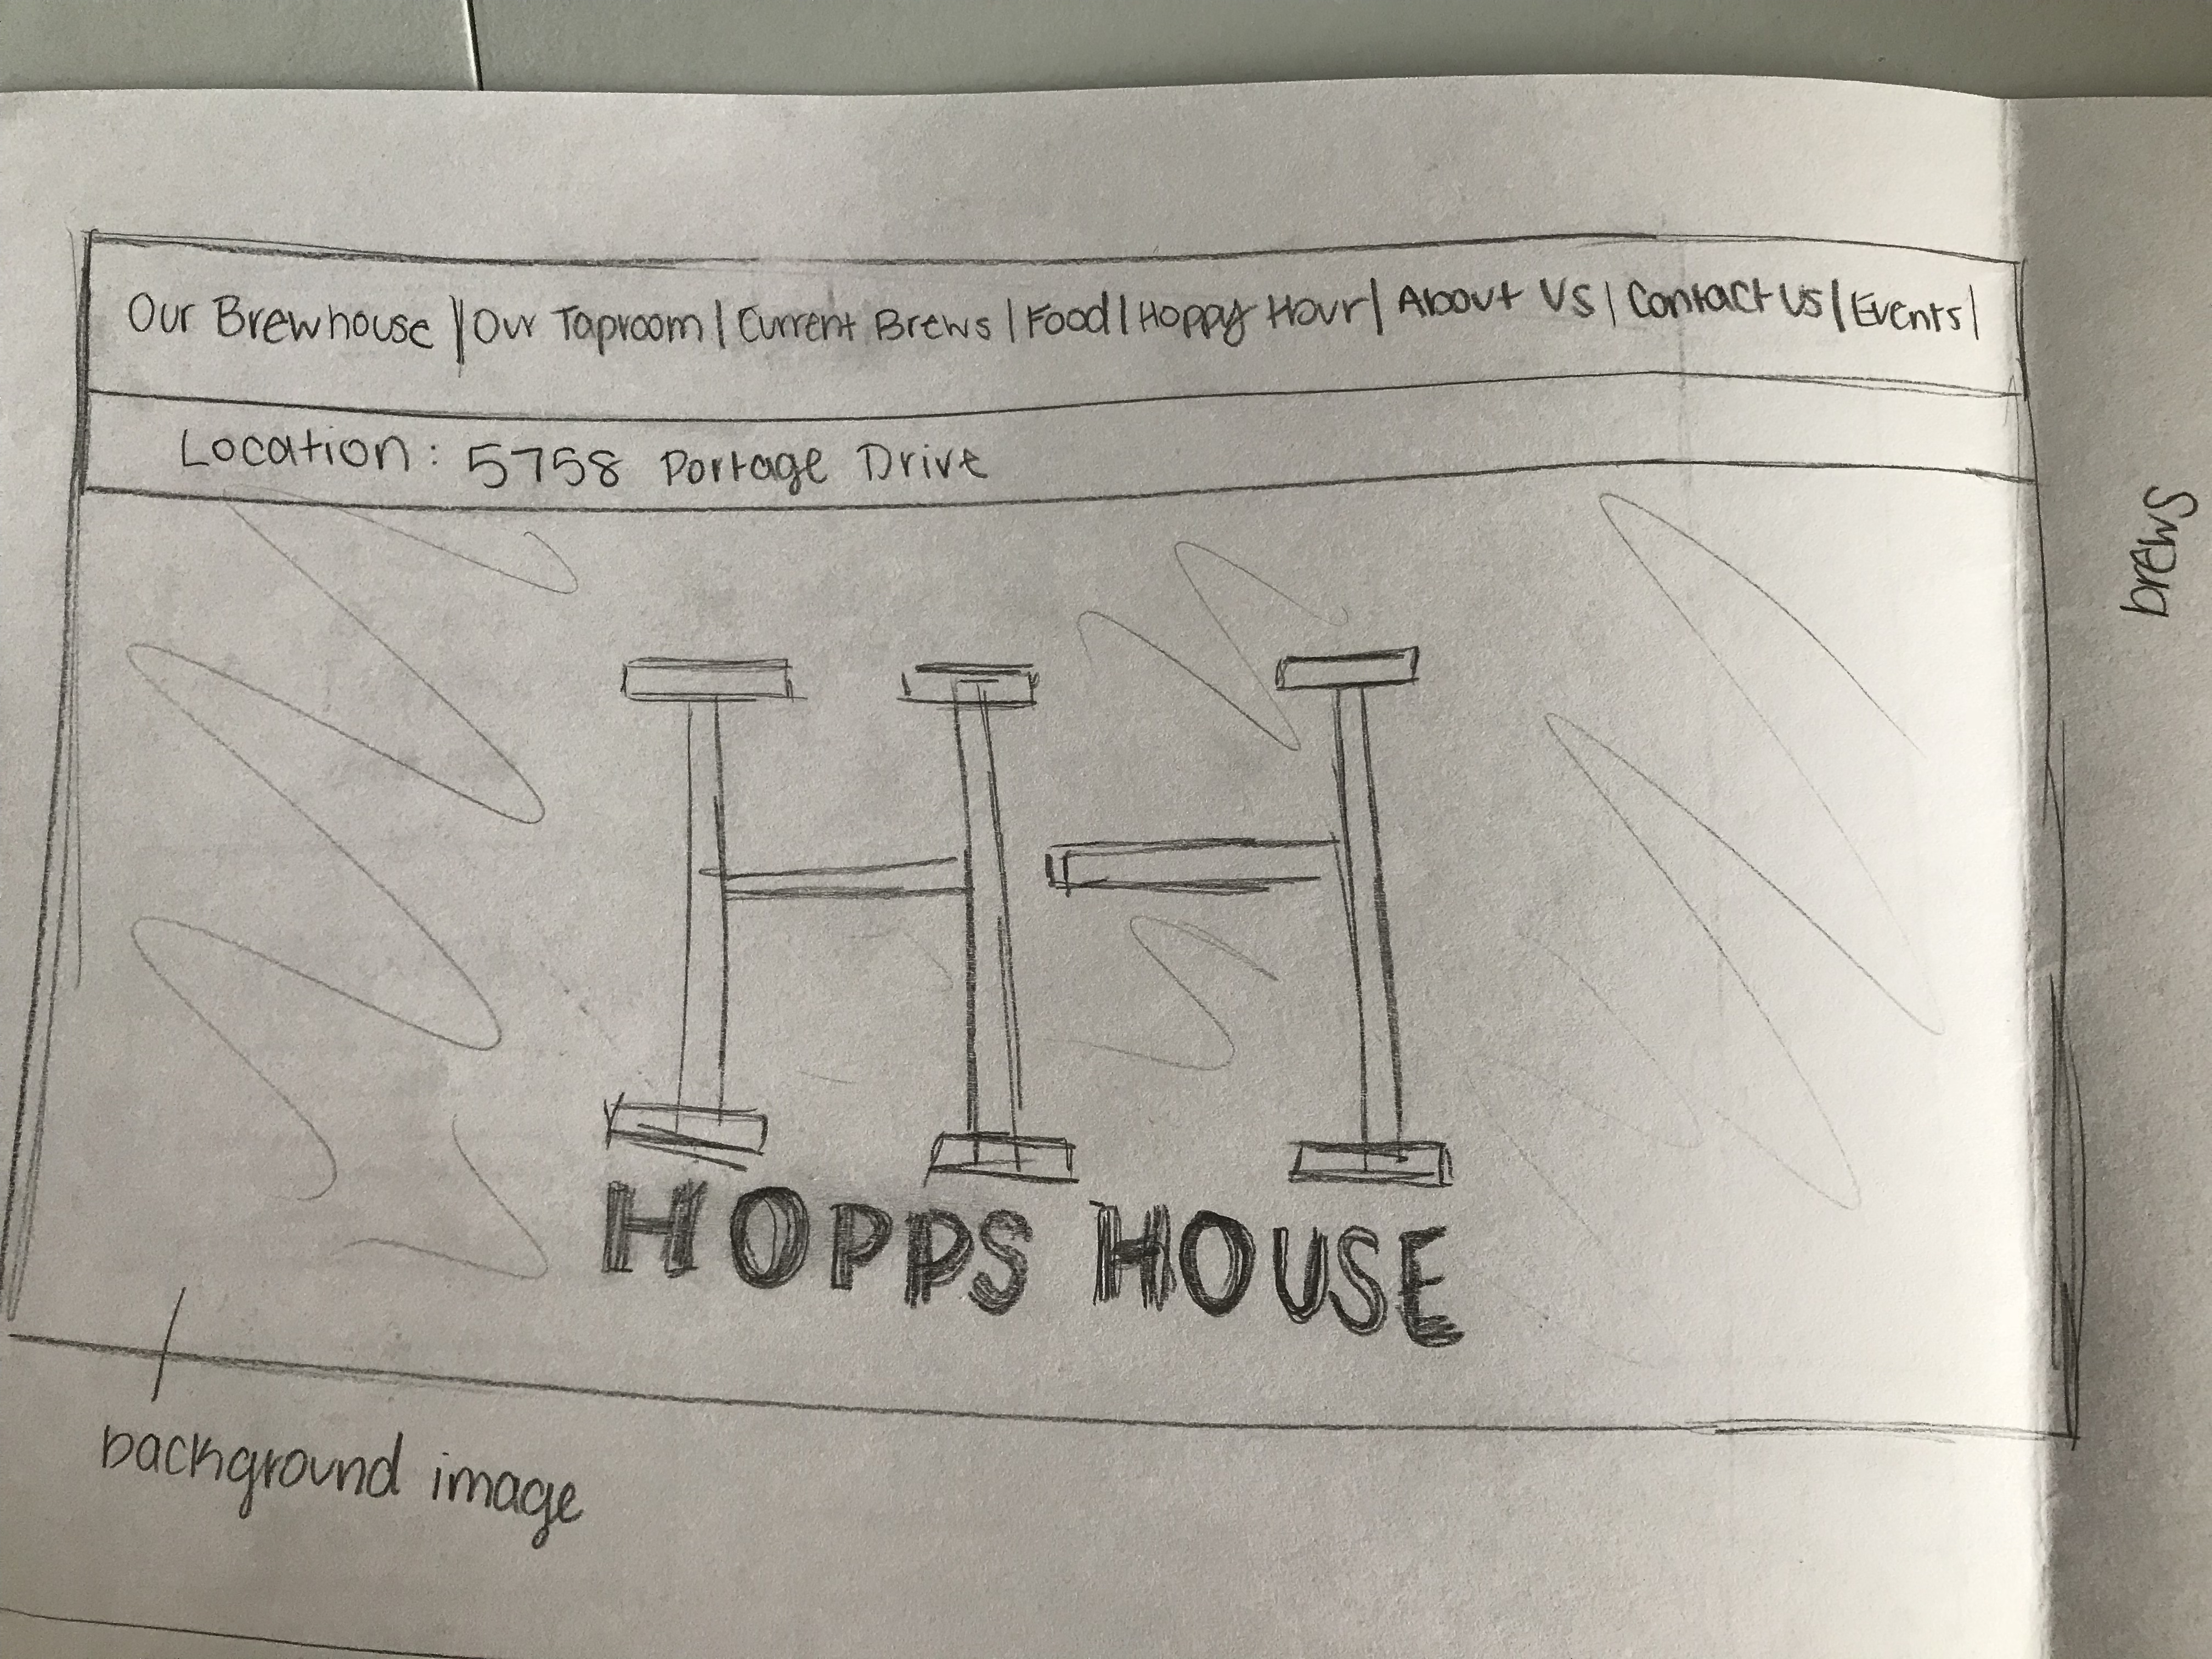 Our Brewhouse | Our Taproom | Current Brews | Food | Hoppy Hour | About Us | Contact Us | Events |
Location: 5758 Portage Drive
HH
HOPPS HOUSE
background image
brews